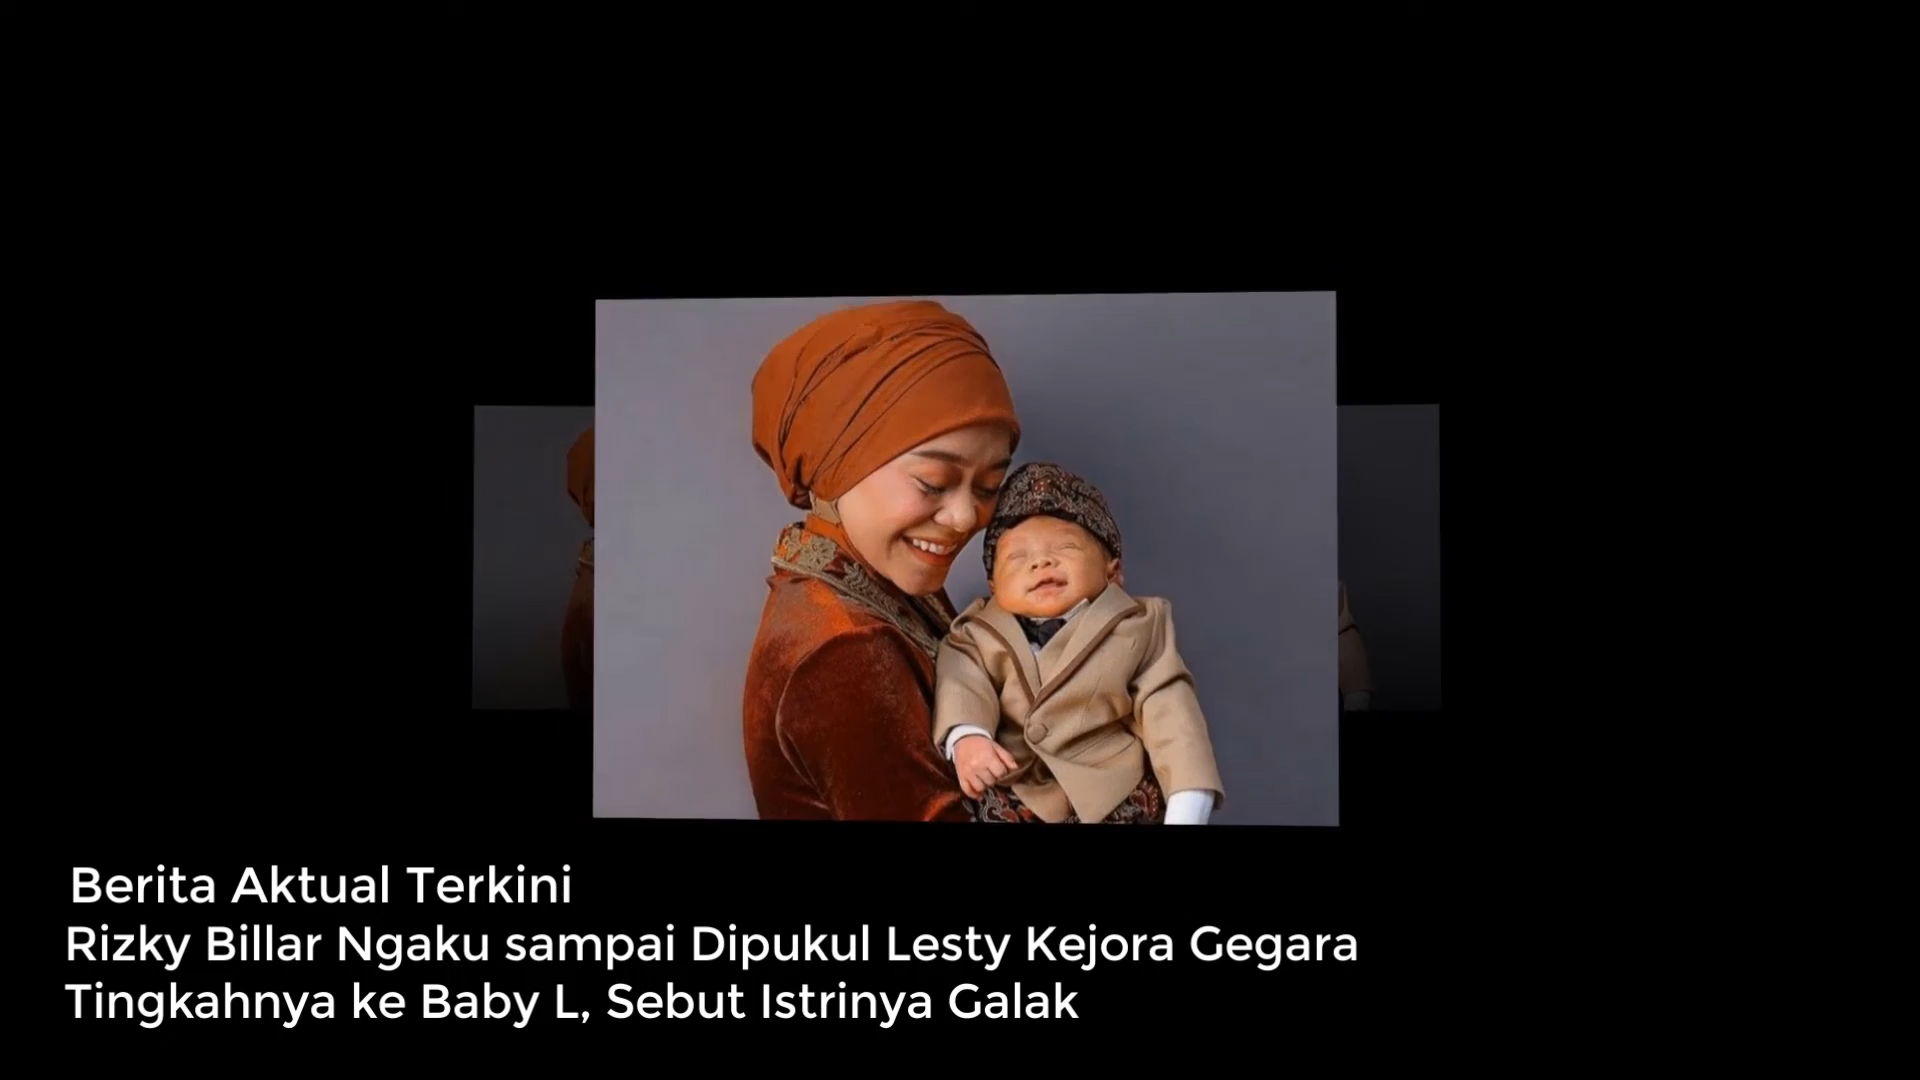 Berita Aktual Terkini
Rizky Billar Ngaku sampai Dipukul Lesty Kejora Gegara
Tingkahnya ke Baby L, Sebut Istrinya Galak